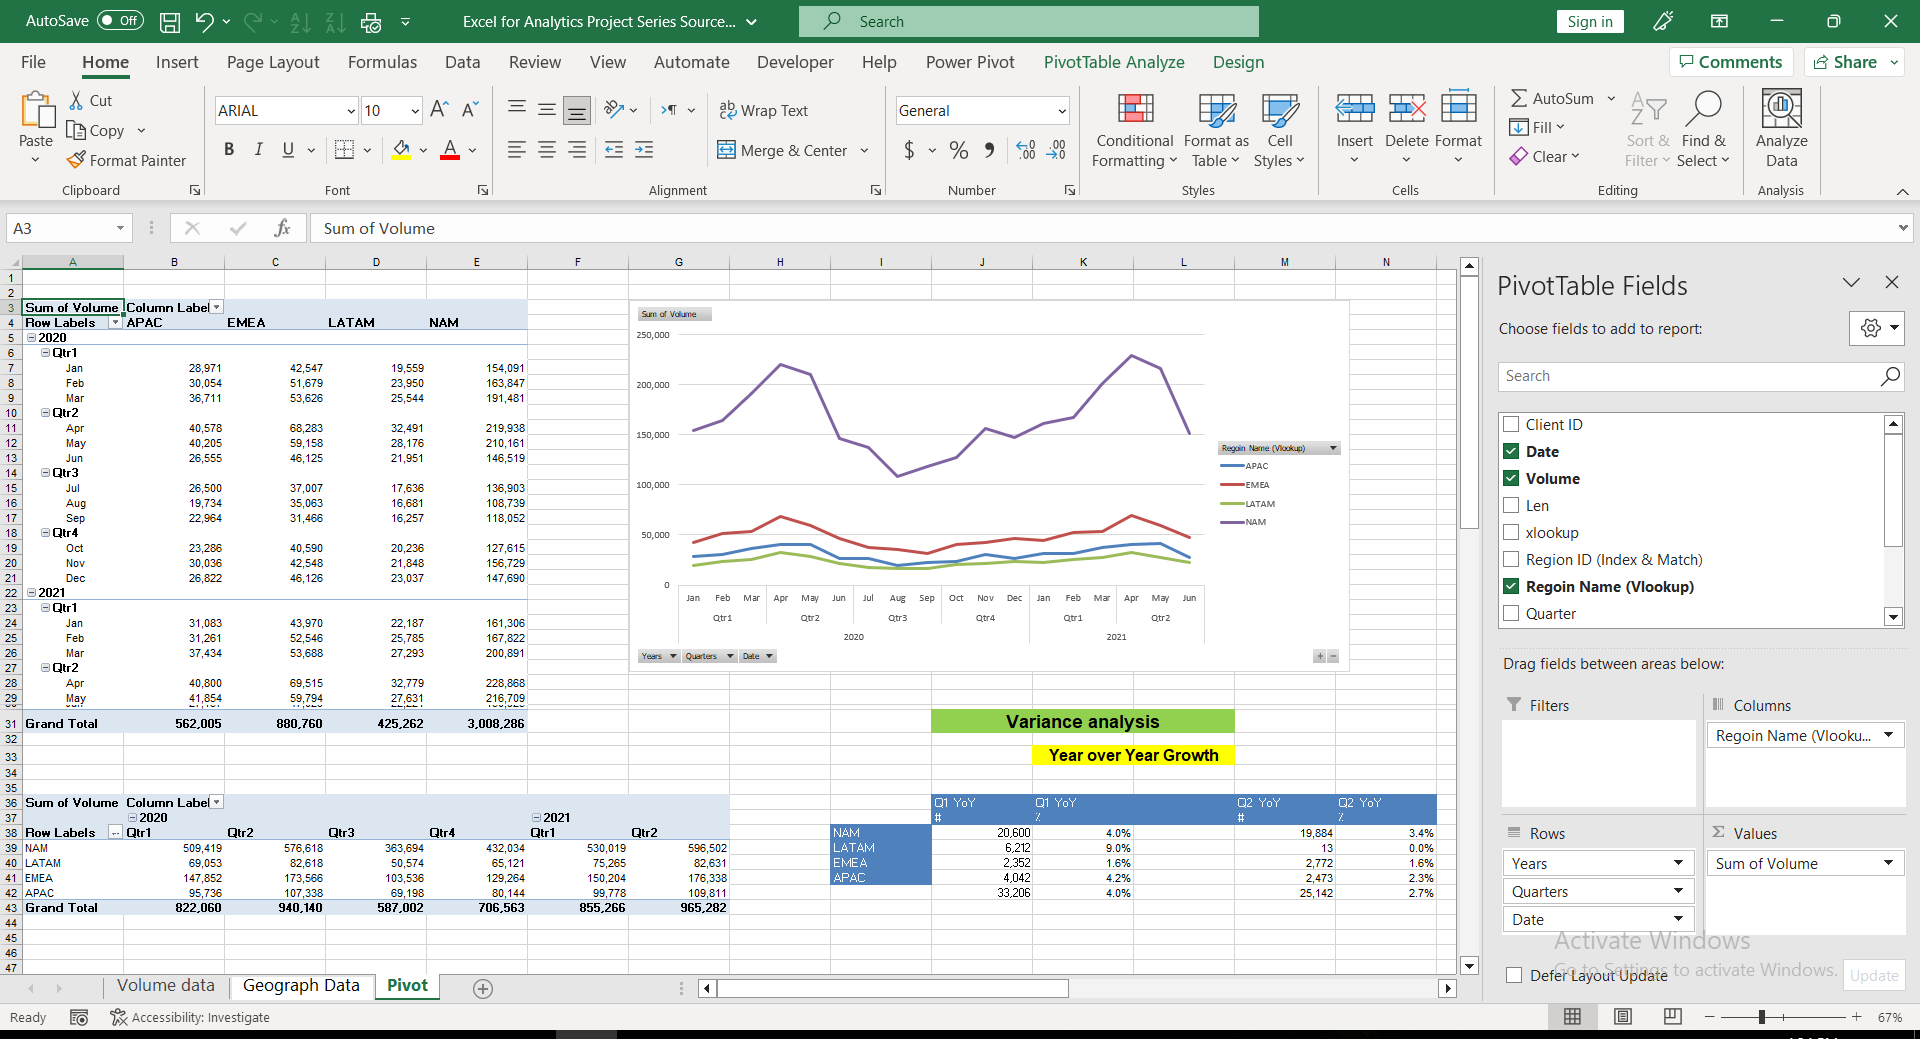 AutoSave Off Excel for Analytics Project Series Source... Search Sign in
File Home Insert Page Layout Formulas Data Review View Automate Developer Help Power Pivot PivotTable Analyze Design Comments Share
Paste Cut Copy Format Painter Clipboard
ARIAL 10 B I U A Font
Wrap Text Merge & Center Alignment
General $ % Number
Conditional Formatting Format as Table Cell Styles Styles
Insert Delete Format Cells
AutoSum Fill Clear Sort & Filter Find & Select Editing
Analyze Data Analysis
A3 fx Sum of Volume
A B C D E F G H I J K L M N
1
2
3 Sum of Volume Column Label
4 Row Labels APAC EMEA LATAM NAM
5 2020
6 Qtr1
7 Jan 28,971 42,547 19,559 154,091
8 Feb 30,054 51,679 23,950 163,847
9 Mar 36,711 53,626 25,544 191,481
10 Qtr2
11 Apr 40,578 68,283 32,491 219,938
12 May 40,205 59,158 28,176 210,161
13 Jun 26,555 46,125 21,951 146,519
14 Qtr3
15 Jul 26,500 37,007 17,636 136,903
16 Aug 19,734 35,063 16,681 108,739
17 Sep 22,964 31,466 16,257 118,052
18 Qtr4
19 Oct 23,286 40,590 20,236 127,615
20 Nov 30,036 42,548 21,848 156,729
21 Dec 26,822 46,126 23,037 147,690
22 2021
23 Qtr1
24 Jan 31,083 43,970 22,187 161,306
25 Feb 31,261 52,546 25,785 167,822
26 Mar 37,434 53,688 27,293 200,891
27 Qtr2
28 Apr 40,800 69,515 32,779 228,868
29 May 41,854 59,794 27,631 216,709
31 Grand Total 562,005 880,760 425,262 3,008,286
32
33
34
35
Sum of Volume
250,000
200,000
150,000
100,000
50,000
0
Jan Feb Mar Apr May Jun Jul Aug Sep Oct Nov Dec Jan Feb Mar Apr May Jun
Qtr1 Qtr2 Qtr3 Qtr4 Qtr1 Qtr2
2020 2021
Years Quarters Date
Regoin Name (Vlookup)
APAC
EMEA
LATAM
NAM
Variance analysis
Year over Year Growth
36 Sum of Volume Column Label
37 2020 2021
38 Row Labels Qtr1 Qtr2 Qtr3 Qtr4 Qtr1 Qtr2
39 NAM 509,419 576,618 363,694 432,034 530,019 596,502
40 LATAM 69,053 82,618 50,574 65,121 75,265 82,631
41 EMEA 147,852 173,566 103,536 129,264 150,204 176,338
42 APAC 95,736 107,338 69,198 80,144 99,778 109,811
43 Grand Total 822,060 940,140 587,002 706,563 855,266 965,282
44
45
46
47
Q1 YoY Q1 YoY Q2 YoY Q2 YoY
# % # %
NAM 20,600 4.0% 19,884 3.4%
LATAM 6,212 9.0% 13 0.0%
EMEA 2,352 1.6% 2,772 1.6%
APAC 4,042 4.2% 2,473 2.3%
33,206 4.0% 25,142 2.7%
PivotTable Fields
Choose fields to add to report:
Search
Client ID
Date
Volume
Len
xlookup
Region ID (Index & Match)
Regoin Name (Vlookup)
Quarter
Drag fields between areas below:
Filters Columns
Regoin Name (Vlooku...
Rows Values
Years Sum of Volume
Quarters
Date
Activate Windows
Go to Settings to activate Windows.
Defer Layout Update Update
Volume data Geograph Data Pivot
Ready Accessibility: Investigate 67%